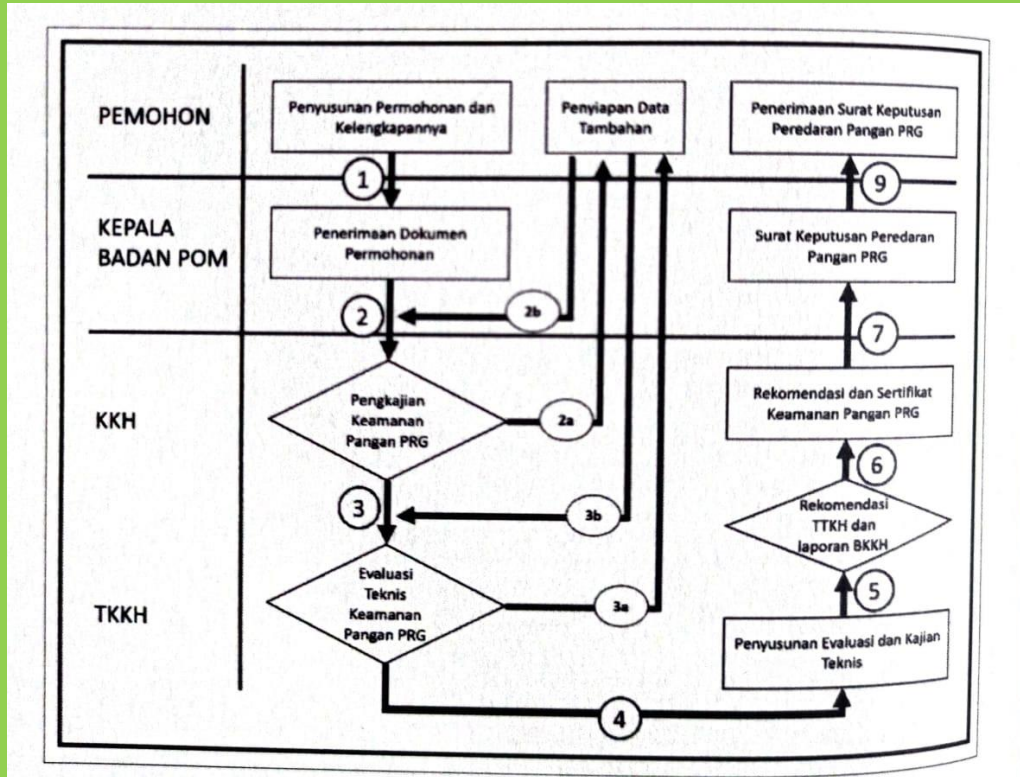 PEMOHON
Penyusunan Permohonan dan
Kelengkapannya
Penyiapan Data
Tambahan
Penerimaan Surat Keputusan
Peredaran Pangan PRG
1
9
KEPALA
BADAN POM
Penerimaan Dokumen
Permohonan
Surat Keputusan Peredaran
Pangan PRG
2
2b
7
KKH
Pengkajian
Keamanan
Pangan PRG
2a
Rekomendasi dan Sertifikat
Keamanan Pangan PRG
6
3
3b
Rekomendasi
TTKH dan
laporan BKKH
TKKH
Evaluasi
Teknis
Keamanan
Pangan PRG
3a
5
Penyusunan Evaluasi dan Kajian
Teknis
4